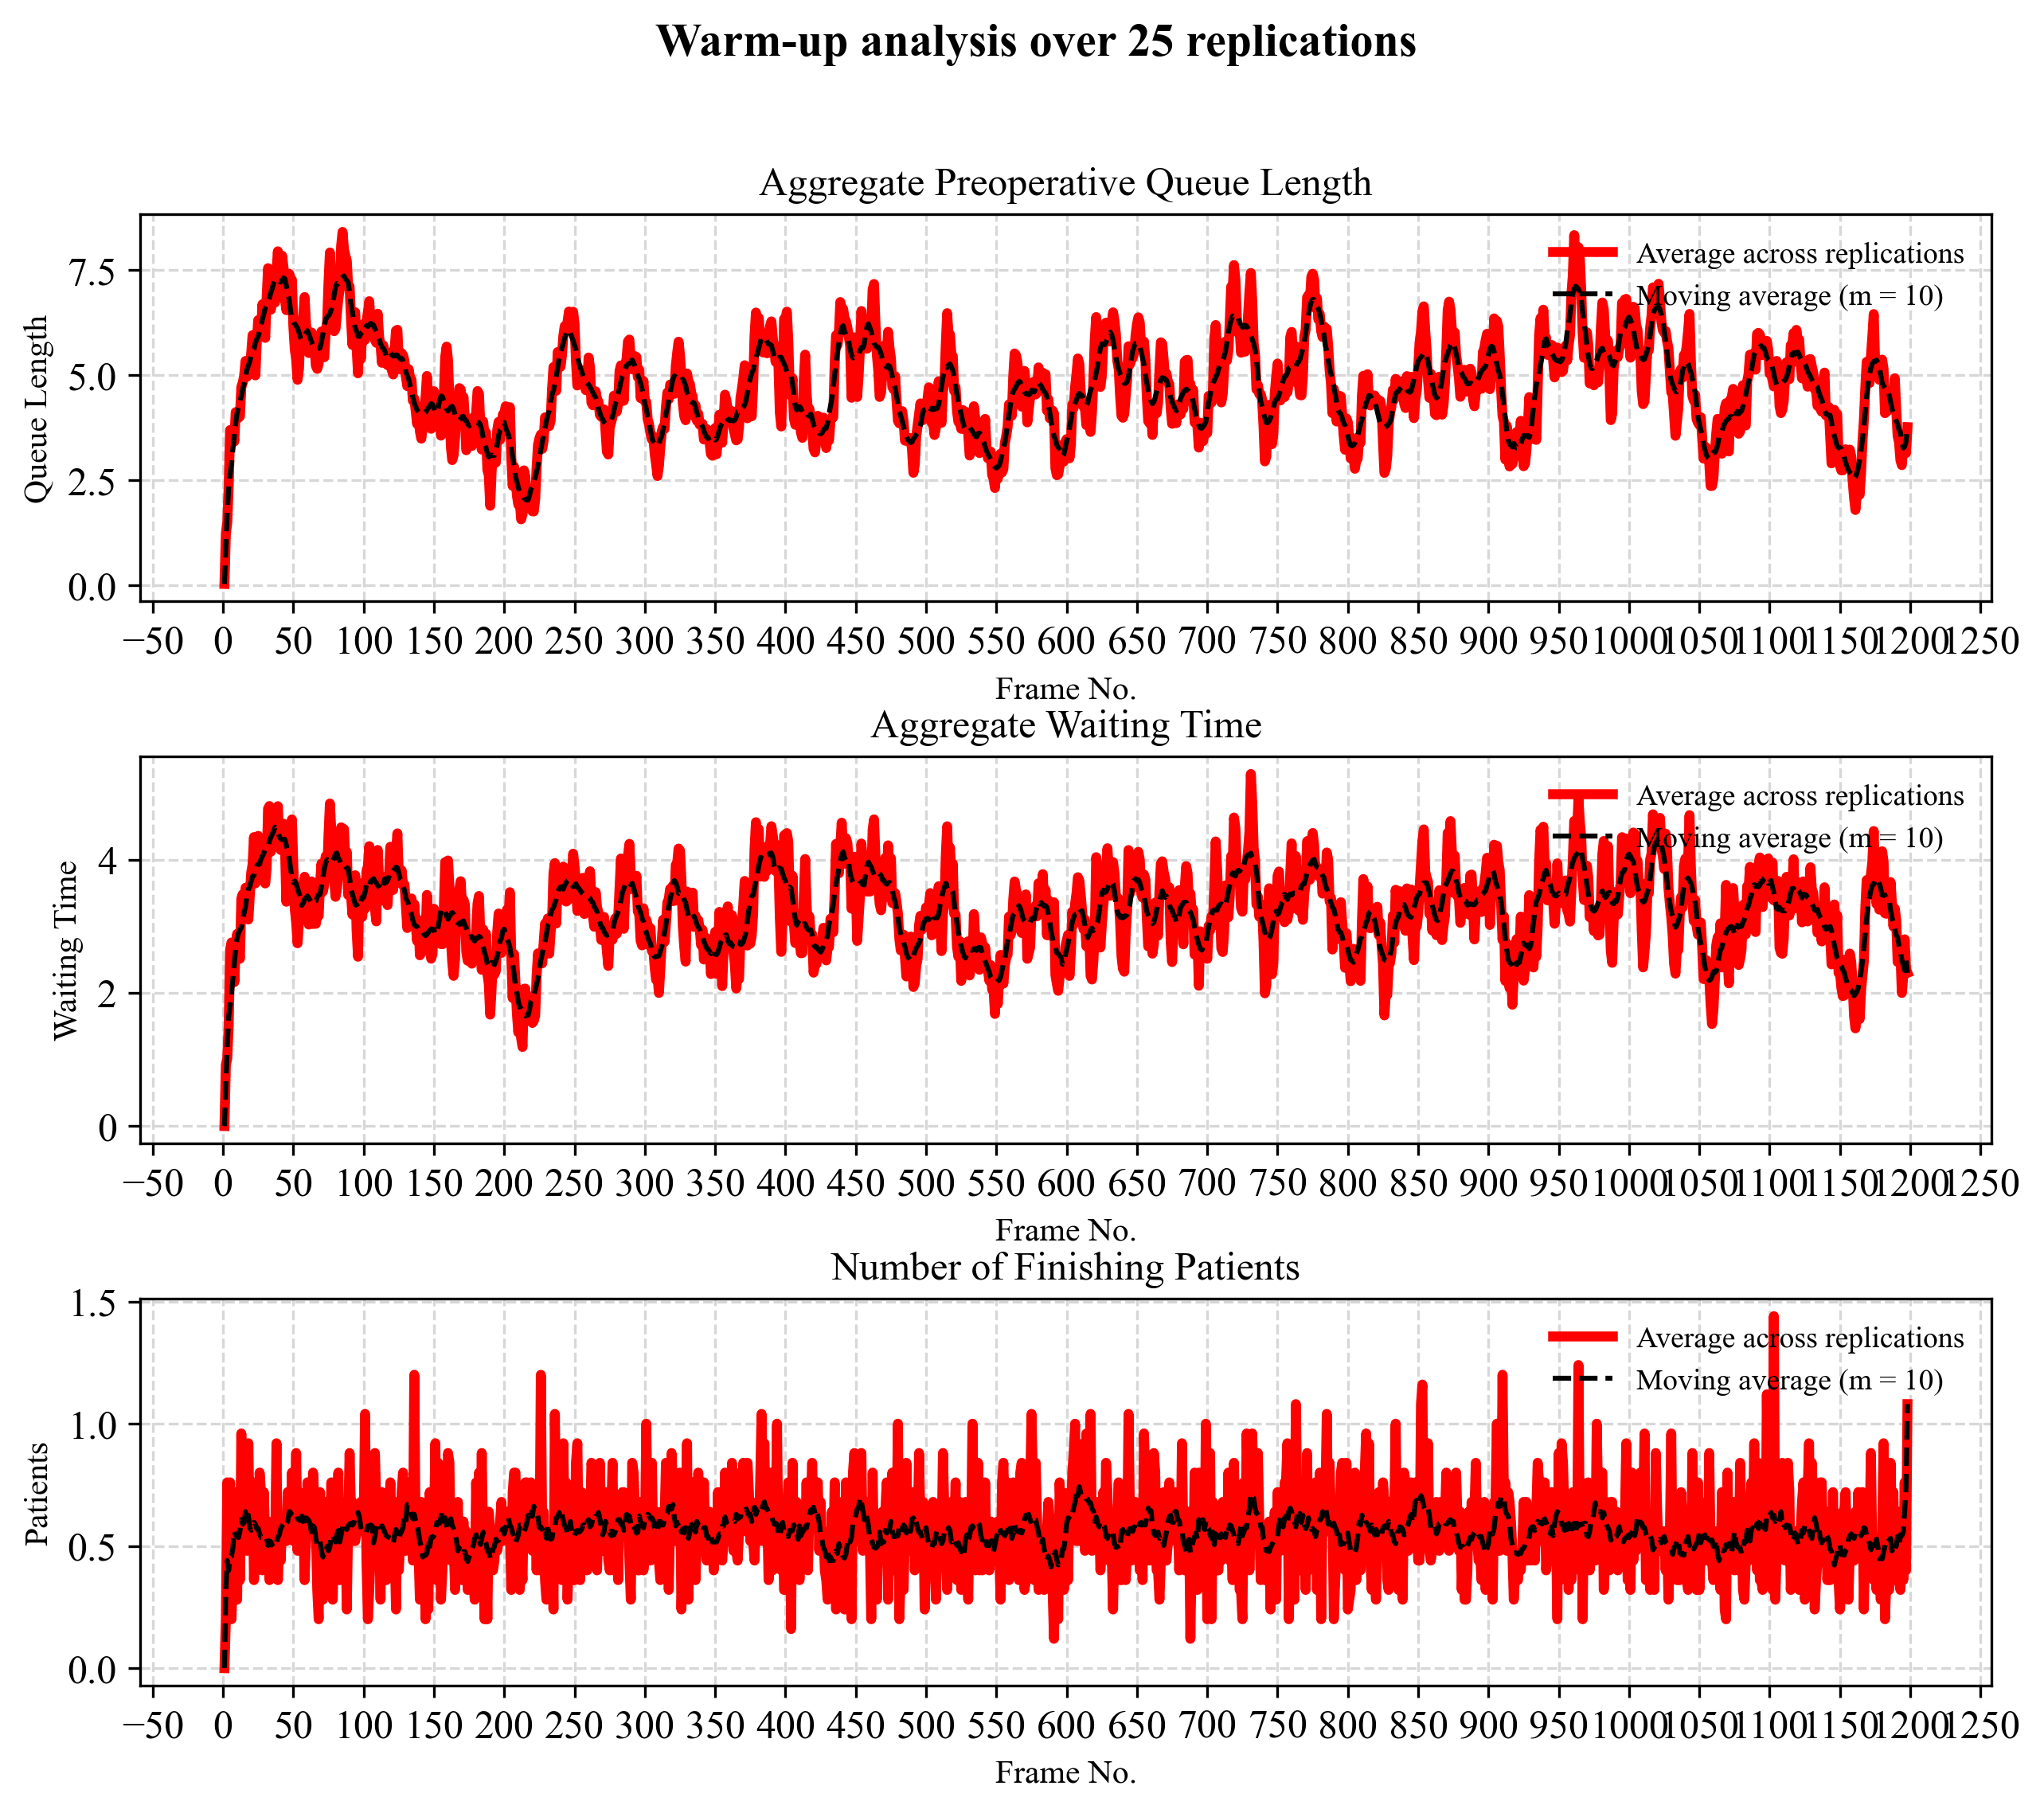 Warm-up analysis over 25 replications
Aggregate Preoperative Queue Length
Queue Length
7.5
5.0
2.5
0.0
Average across replications
Moving average (m = 10)
−50 0 50 100 150 200 250 300 350 400 450 500 550 600 650 700 750 800 850 900 950 1000 1050 1100 1150 1200 1250
Frame No.
Aggregate Waiting Time
Waiting Time
4
2
0
Average across replications
Moving average (m = 10)
−50 0 50 100 150 200 250 300 350 400 450 500 550 600 650 700 750 800 850 900 950 1000 1050 1100 1150 1200 1250
Frame No.
Number of Finishing Patients
Patients
1.5
1.0
0.5
0.0
Average across replications
Moving average (m = 10)
−50 0 50 100 150 200 250 300 350 400 450 500 550 600 650 700 750 800 850 900 950 1000 1050 1100 1150 1200 1250
Frame No.